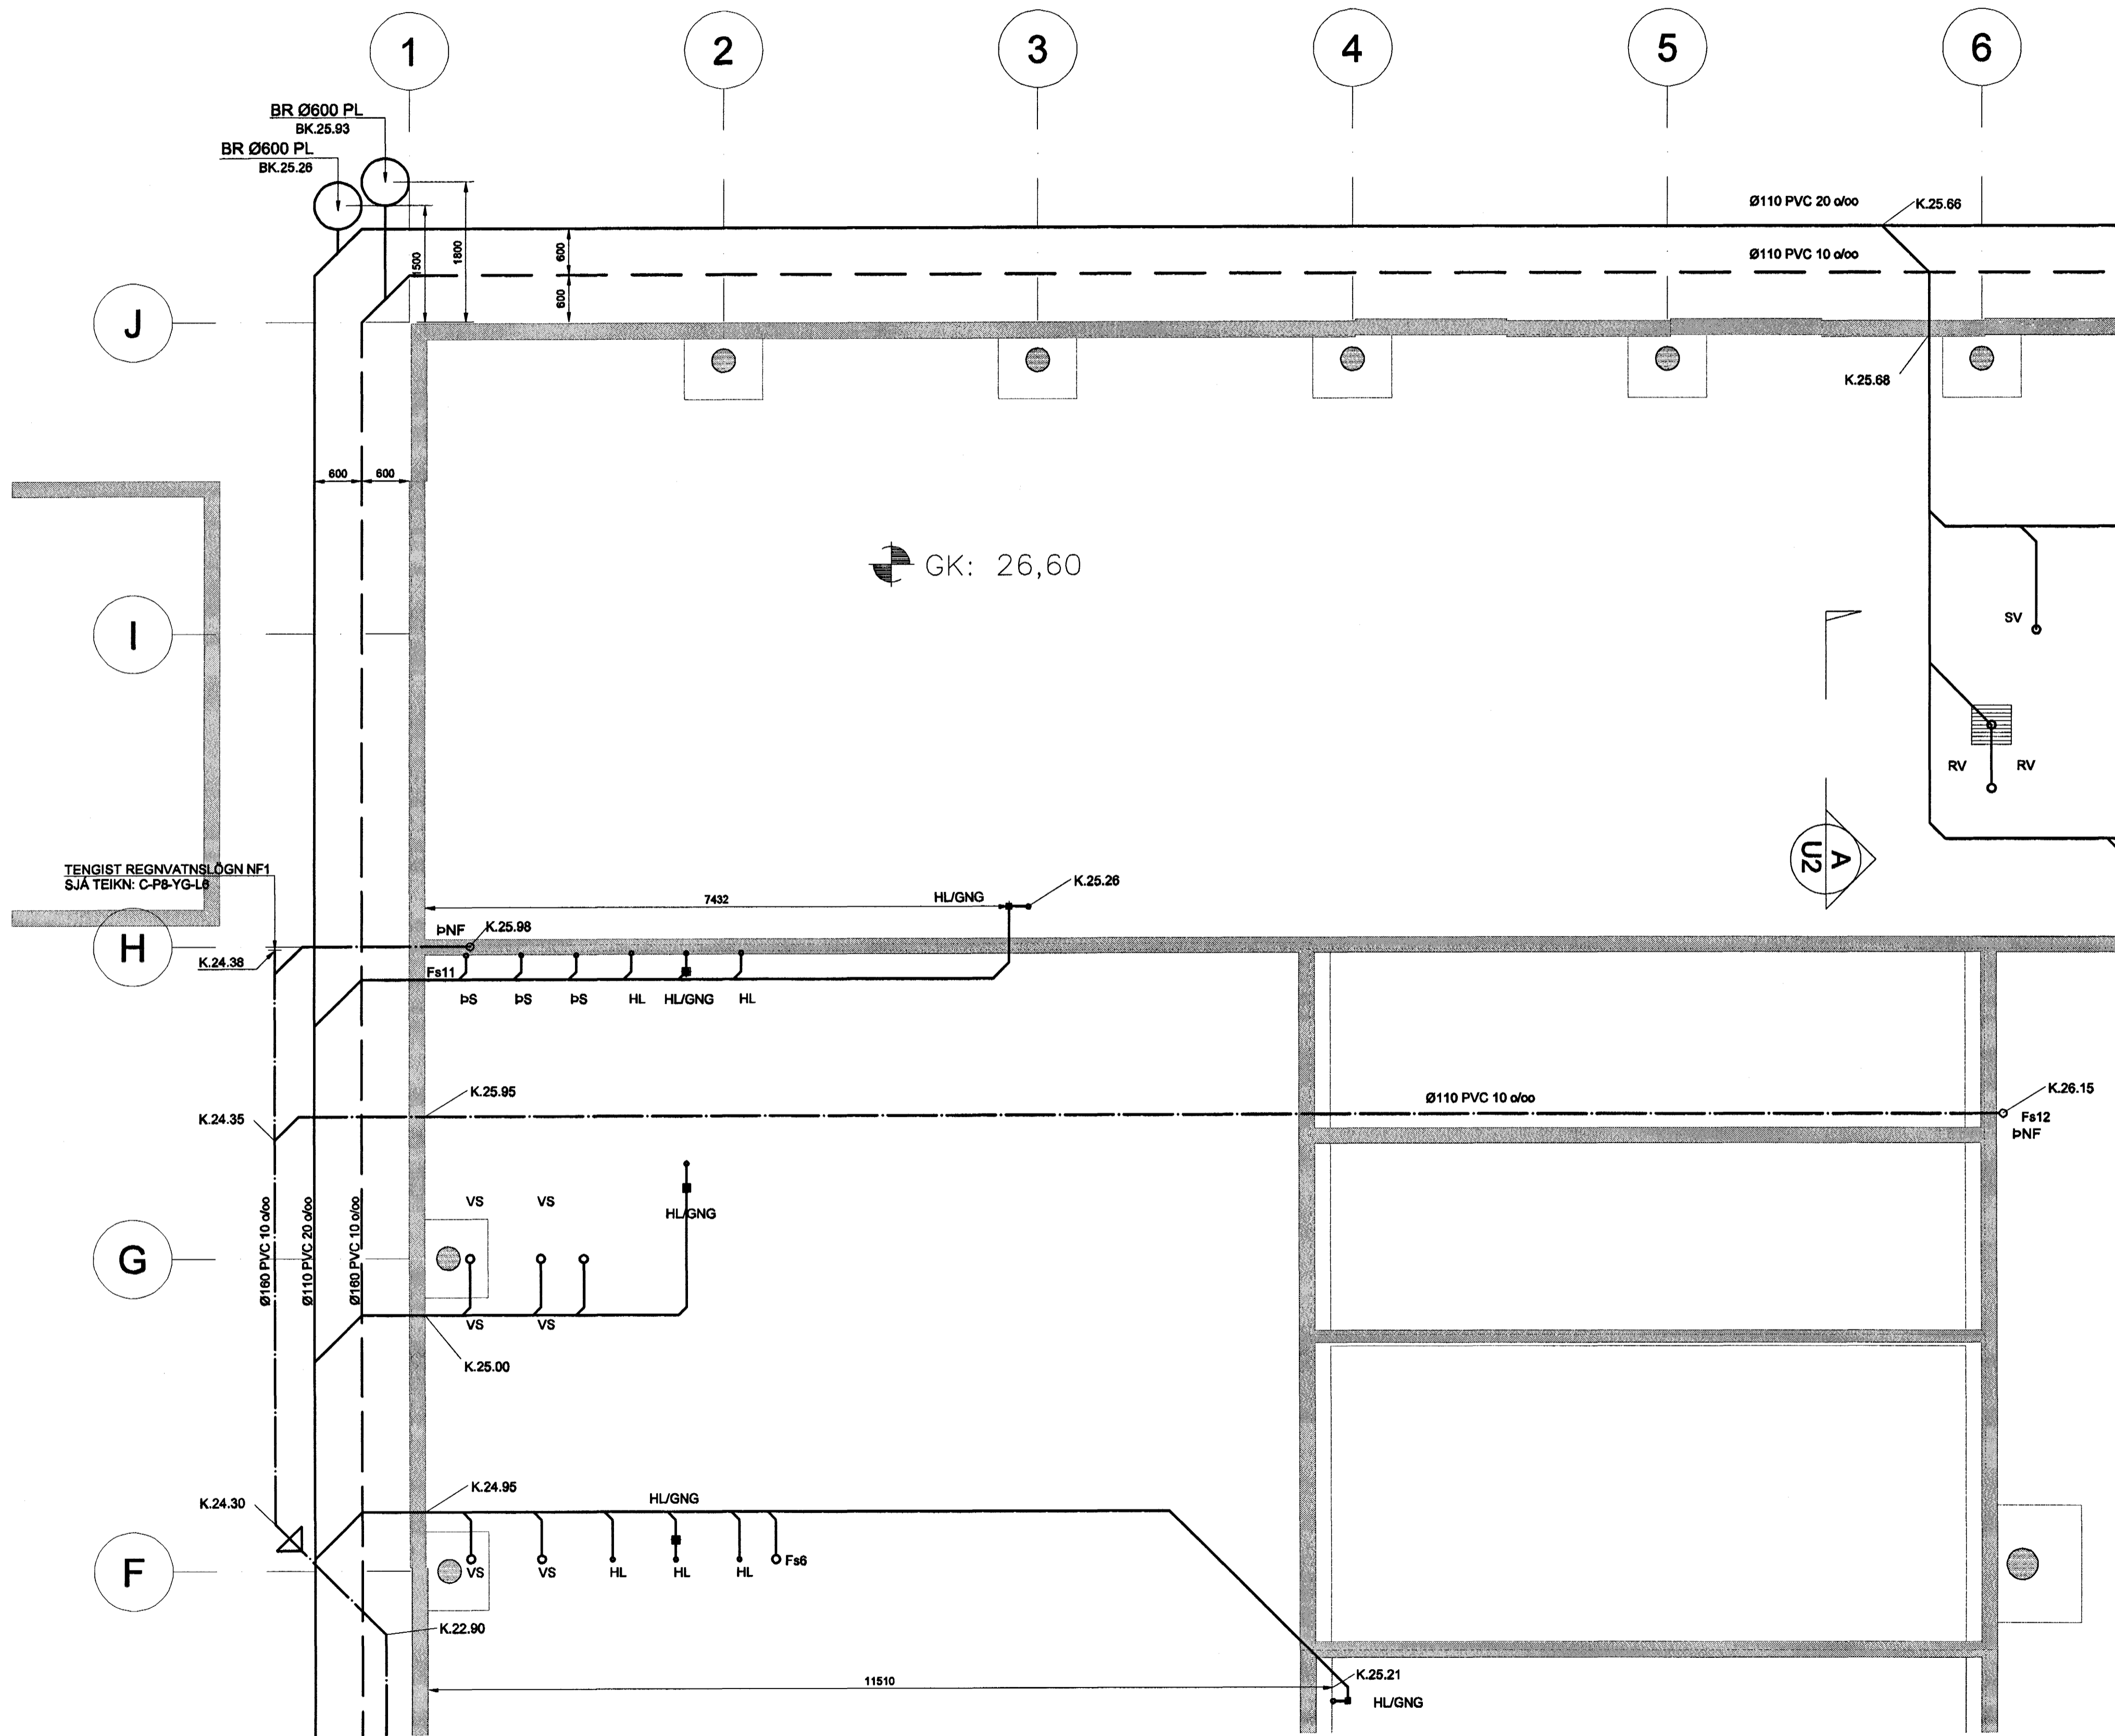 1
2
3
4
5
6
BR Ø600 PL
BK.25.93
BR Ø600 PL
BK.25.26
Ø110 PVC 20 o/oo
K.25.66
Ø110 PVC 10 o/oo
1500
1800
600
600
J
K.25.68
600
600
GK: 26,60
I
SV
RV
RV
A
U2
TENGIST REGNVATNSLÖGN NF1
SJÁ TEIKN: C-P8-YG-L6
7432
HL/GNG
K.25.26
H
ÞNF
K.25.98
K.24.38
Fs11
ÞS
ÞS
ÞS
HL
HL/GNG
HL
K.25.95
Ø110 PVC 10 o/oo
K.26.15
Fs12
ÞNF
K.24.35
VS
VS
HL/GNG
G
Ø160 PVC 10 o/oo
Ø110 PVC 20 o/oo
Ø160 PVC 10 o/oo
VS
VS
K.25.00
K.24.95
HL/GNG
K.24.30
F
VS
VS
HL
HL
HL
Fs6
K.22.90
11510
K.25.21
HL/GNG